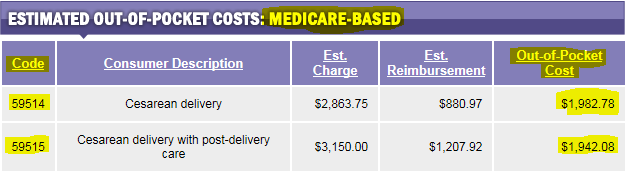 ESTIMATED OUT-OF-POCKET COSTS: MEDICARE-BASED
Code Consumer Description Est. Charge Est. Reimbursement Out-of-Pocket Cost
59514 Cesarean delivery $2,863.75 $880.97 $1,982.78
59515 Cesarean delivery with post-delivery care $3,150.00 $1,207.92 $1,942.08